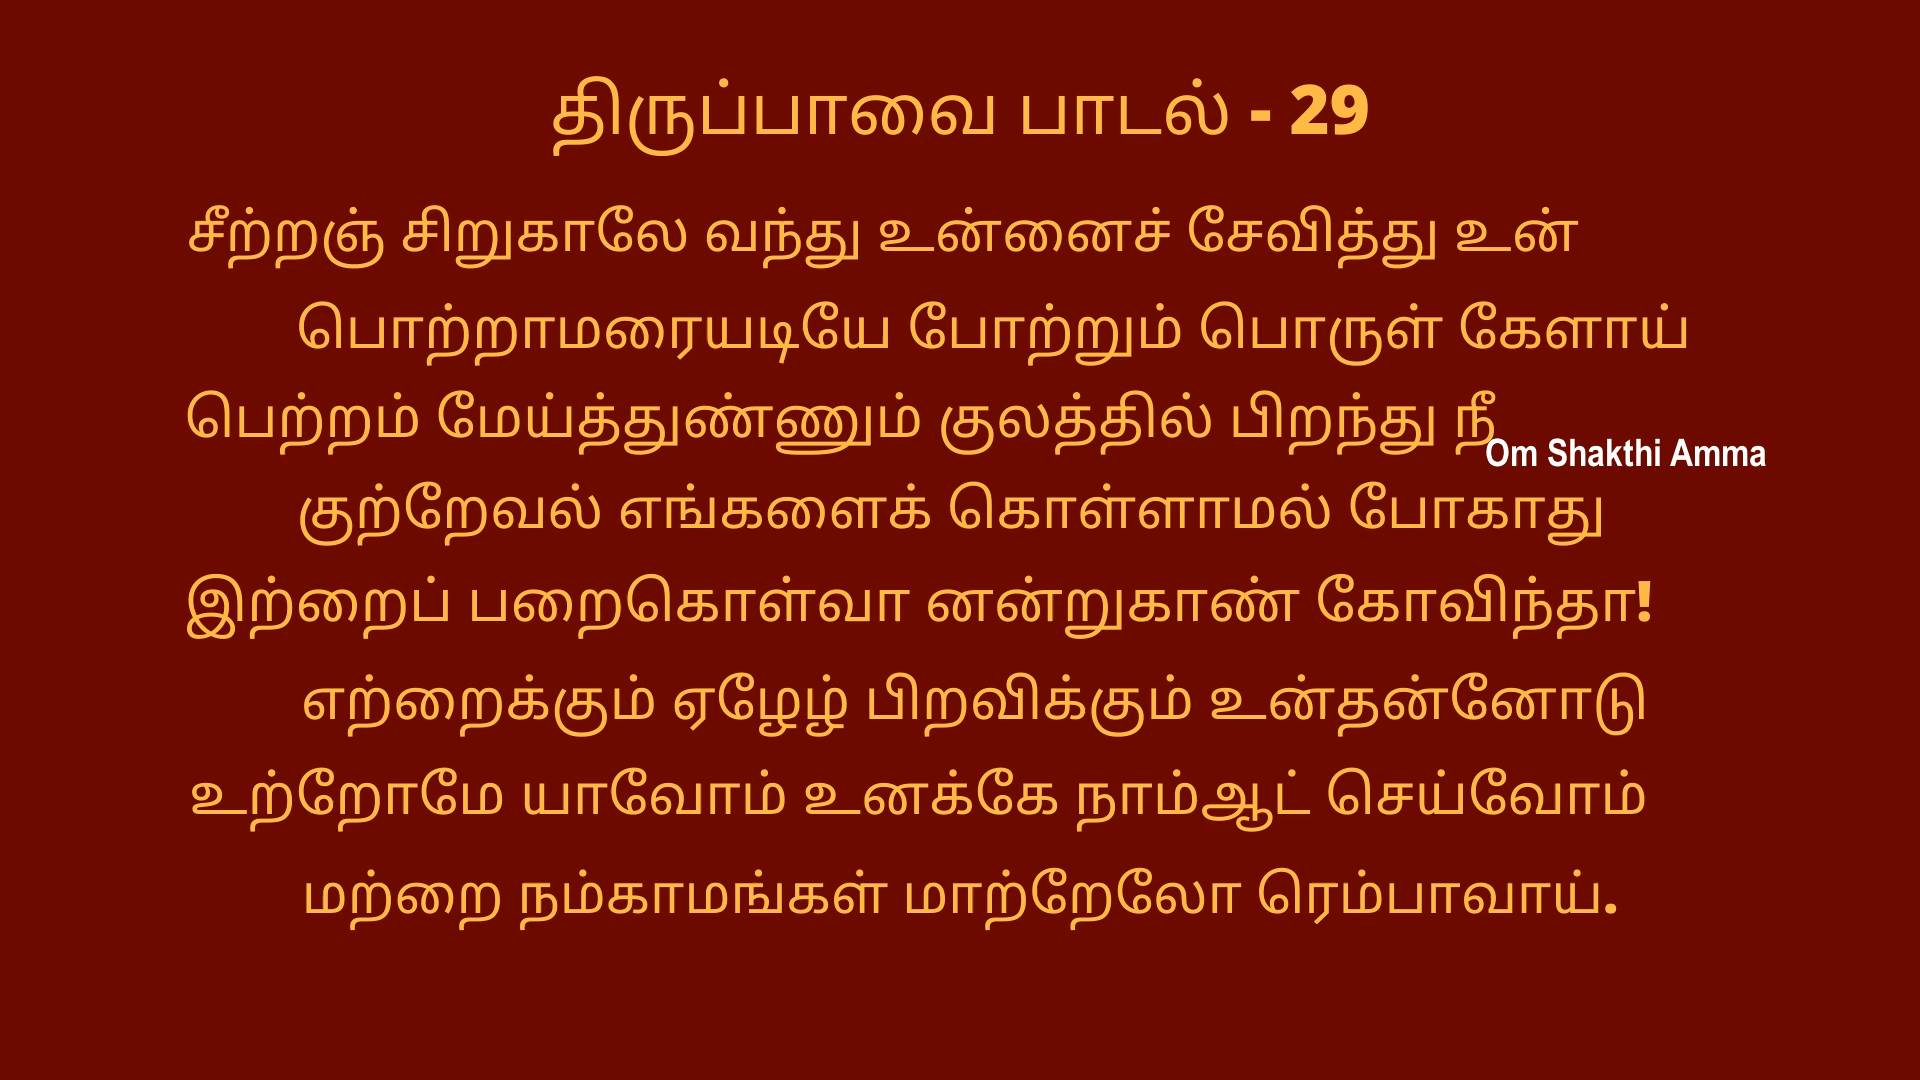 திருப்பாவை பாடல் - 29
சீற்றஞ் சிறுகாலே வந்து உன்னைச் சேவித்து உன்
பொற்றாமரையடியே போற்றும் பொருள் கேளாய்
பெற்றம் மேய்த்துண்ணும் குலத்தில் பிறந்து நீ
Om Shakthi Amma
குற்றேவல் எங்களைக் கொள்ளாமல் போகாது
இற்றைப் பறைகொள்வா னன்றுகாண் கோவிந்தா!
எற்றைக்கும் ஏழேழ் பிறவிக்கும் உன்தன்னோடு
உற்றோமே யாவோம் உனக்கே நாம்ஆட் செய்வோம்
மற்றை நம்காமங்கள் மாற்றேலோ ரெம்பாவாய்.